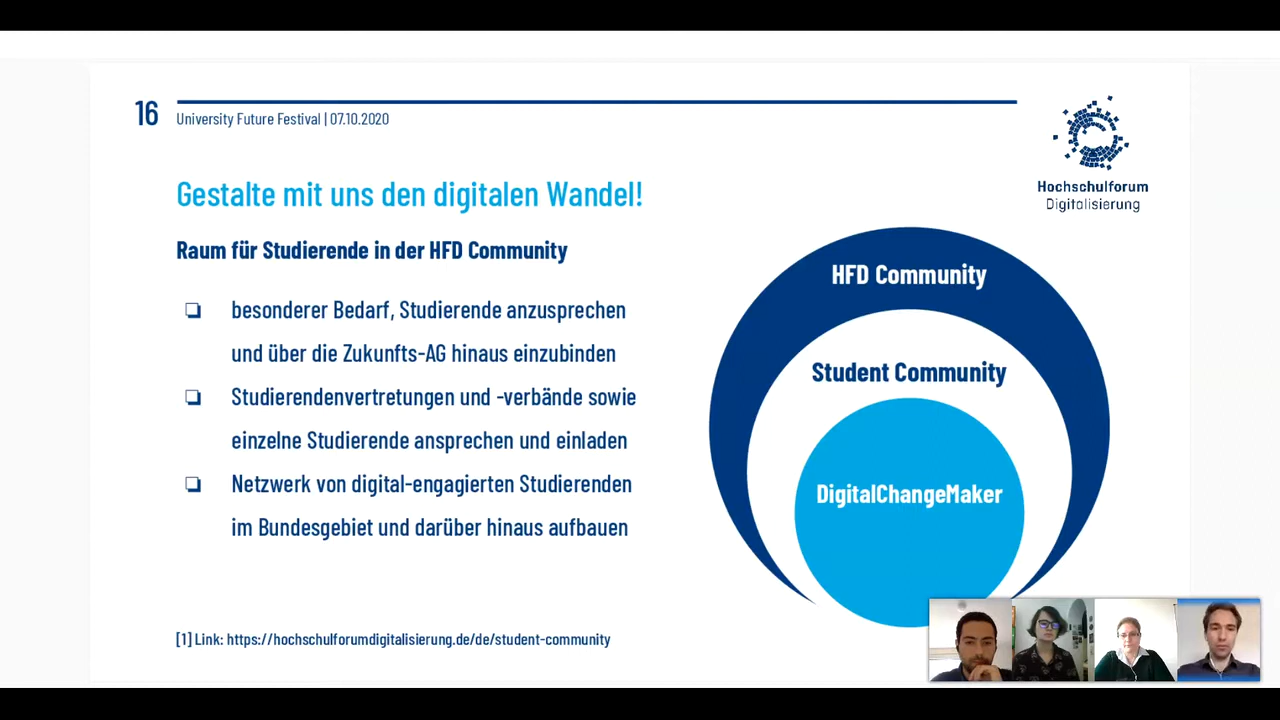 16
University Future Festival | 07.10.2020
Hochschulforum
Digitalisierung
Gestalte mit uns den digitalen Wandel!
Raum für Studierende in der HFD Community
❑ besonderer Bedarf, Studierende anzusprechen
und über die Zukunfts-AG hinaus einzubinden
❑ Studierendenvertretungen und -verbände sowie
einzelne Studierende ansprechen und einladen
❑ Netzwerk von digital-engagierten Studierenden
im Bundesgebiet und darüber hinaus aufbauen
HFD Community
Student Community
DigitalChangeMaker
[1] Link: https://hochschulforumdigitalisierung.de/de/student-community